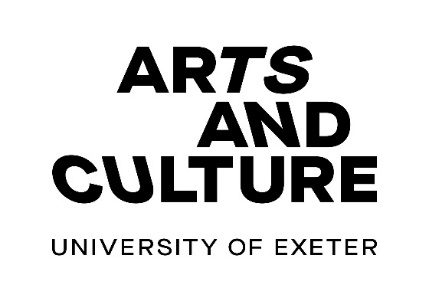 ARTS
AND
CULTURE
UNIVERSITY OF EXETER